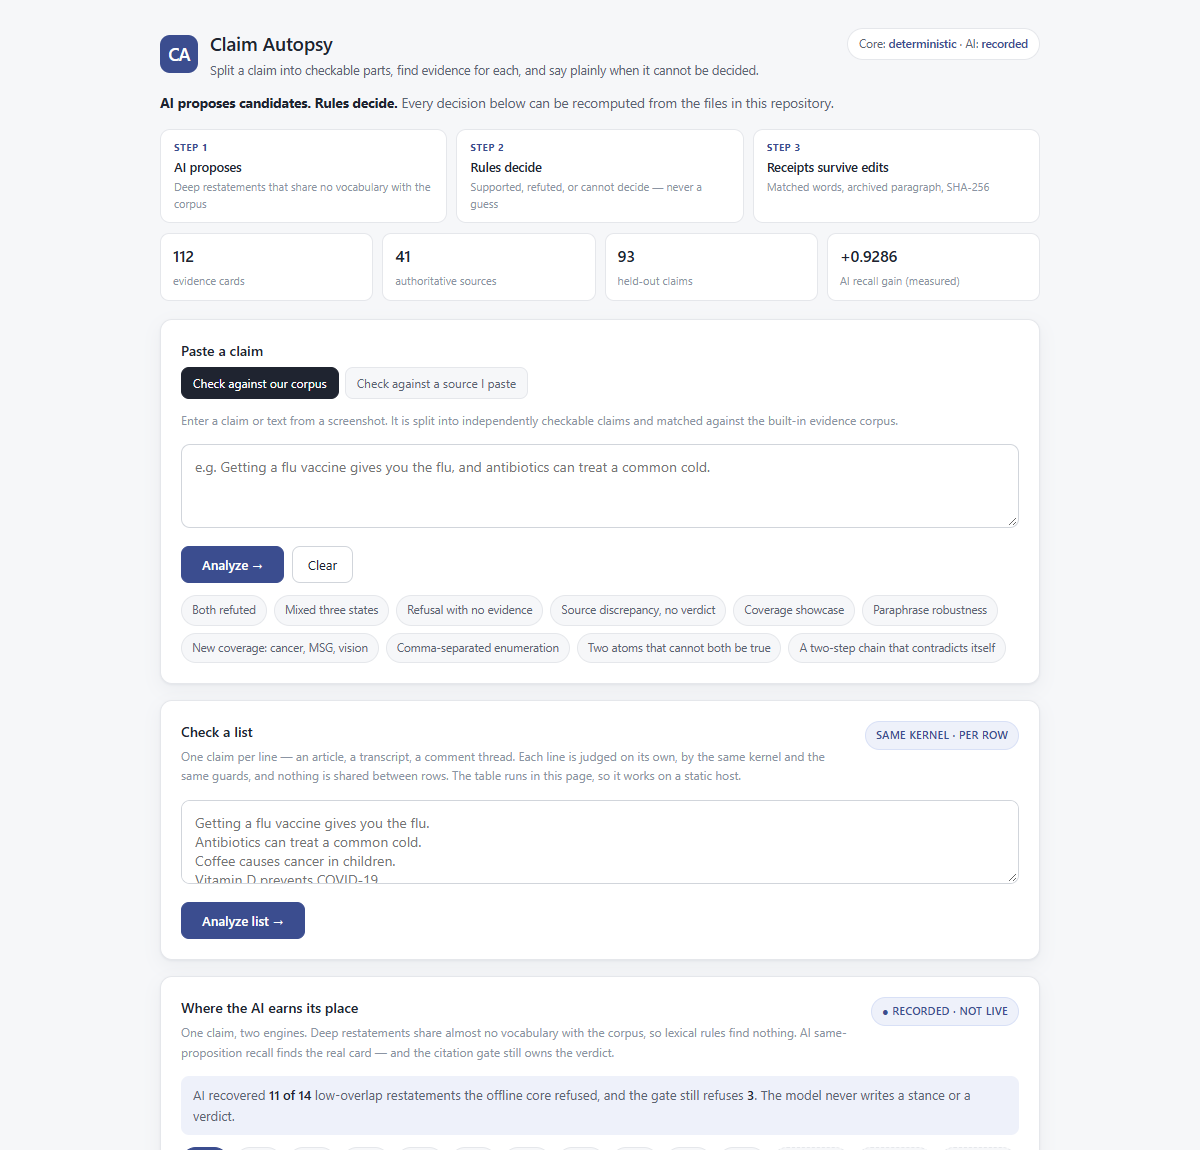 CA
Claim Autopsy
Split a claim into checkable parts, find evidence for each, and say plainly when it cannot be decided.
Core: deterministic · AI: recorded
AI proposes candidates. Rules decide. Every decision below can be recomputed from the files in this repository.
STEP 1
AI proposes
Deep restatements that share no vocabulary with the
corpus
STEP 2
Rules decide
Supported, refuted, or cannot decide — never a
guess
STEP 3
Receipts survive edits
Matched words, archived paragraph, SHA-256
112
evidence cards
41
authoritative sources
93
held-out claims
+0.9286
AI recall gain (measured)
Paste a claim
Check against our corpus
Check against a source I paste
Enter a claim or text from a screenshot. It is split into independently checkable claims and matched against the built-in evidence corpus.
e.g. Getting a flu vaccine gives you the flu, and antibiotics can treat a common cold.
Analyze →
Clear
Both refuted
Mixed three states
Refusal with no evidence
Source discrepancy, no verdict
Coverage showcase
Paraphrase robustness
New coverage: cancer, MSG, vision
Comma-separated enumeration
Two atoms that cannot both be true
A two-step chain that contradicts itself
Check a list
SAME KERNEL · PER ROW
One claim per line — an article, a transcript, a comment thread. Each line is judged on its own, by the same kernel and the
same guards, and nothing is shared between rows. The table runs in this page, so it works on a static host.
Getting a flu vaccine gives you the flu.
Antibiotics can treat a common cold.
Coffee causes cancer in children.
Vitamin D prevents COVID-19
Analyze list →
Where the AI earns its place
● RECORDED · NOT LIVE
One claim, two engines. Deep restatements share almost no vocabulary with the corpus, so lexical rules find nothing. AI same-
proposition recall finds the real card — and the citation gate still owns the verdict.
AI recovered 11 of 14 low-overlap restatements the offline core refused, and the gate still refuses 3. The model never writes a stance or a
verdict.